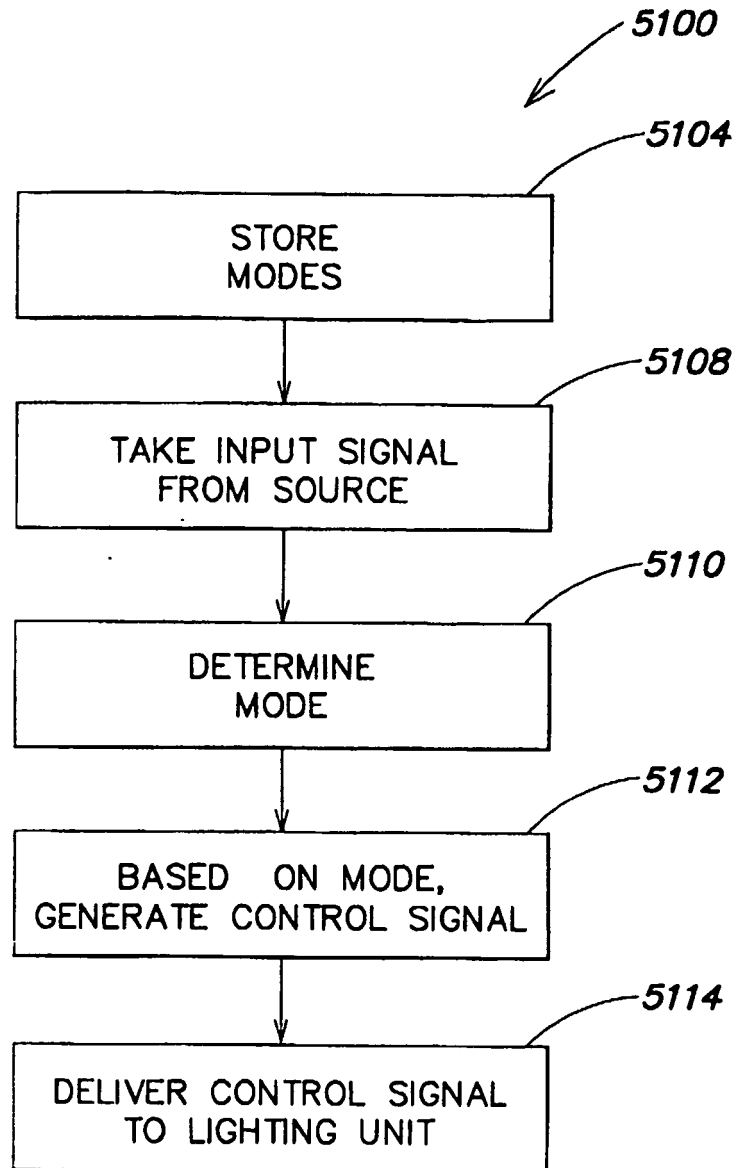 5100
5104
STORE
MODES
5108
TAKE INPUT SIGNAL
FROM SOURCE
5110
DETERMINE
MODE
5112
BASED ON MODE,
GENERATE CONTROL SIGNAL
5114
DELIVER CONTROL SIGNAL
TO LIGHTING UNIT